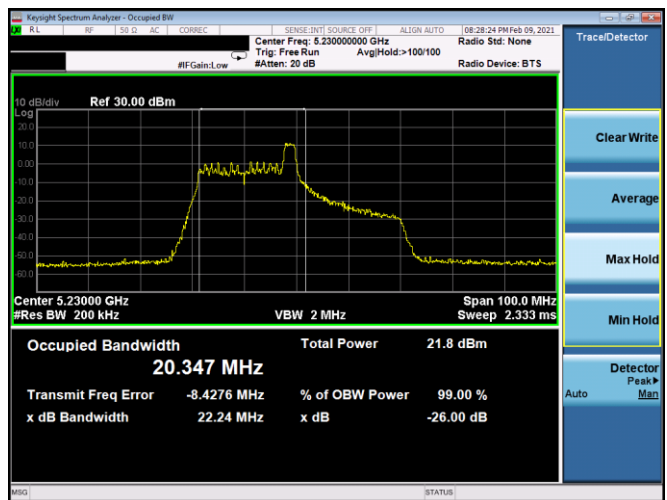 Keysight Spectrum Analyzer - Occupied BW
RL RF 50 Ω AC CORREC SENSE:INT SOURCE OFF ALIGN AUTO 08:28:24 PM Feb 09, 2021
Center Freq: 5.230000000 GHz Radio Std: None
Trig: Free Run Avg|Hold:>100/100
#IFGain:Low #Atten: 20 dB Radio Device: BTS
Trace/Detector
10 dB/div Ref 30.00 dBm
Log
20.0
10.0
0.00
-10.0
-20.0
-30.0
-40.0
-50.0
-60.0
Center 5.23000 GHz Span 100.0 MHz
#Res BW 200 kHz VBW 2 MHz Sweep 2.333 ms
Occupied Bandwidth Total Power 21.8 dBm
20.347 MHz
Transmit Freq Error -8.4276 MHz % of OBW Power 99.00 %
x dB Bandwidth 22.24 MHz x dB -26.00 dB
Clear Write
Average
Max Hold
Min Hold
Detector
Peak▶
Auto Man
MSG STATUS